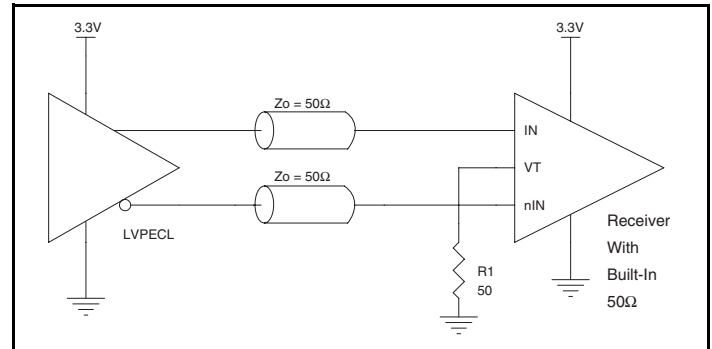 3.3V
3.3V
Zo = 50Ω
IN
VT
Zo = 50Ω
nIN
LVPECL
R1
50
Receiver
With
Built-In
50Ω